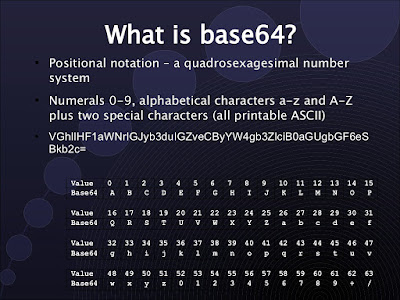 What is base64?
• Positional notation – a quadrosexagesimal number
system
• Numerals 0-9, alphabetical characters a-z and A-Z
plus two special characters (all printable ASCII)
• VGhlIHF1aWNrIGJyb3duIGZveCByYW4gb3ZlciB0aGUgbGF6eS
Bkb2c=
Value 0 1 2 3 4 5 6 7 8 9 10 11 12 13 14 15
Base64 A B C D E F G H I J K L M N O P
Value 16 17 18 19 20 21 22 23 24 25 26 27 28 29 30 31
Base64 Q R S T U V W X Y Z a b c d e f
Value 32 33 34 35 36 37 38 39 40 41 42 43 44 45 46 47
Base64 g h i j k l m n o p q r s t u v
Value 48 49 50 51 52 53 54 55 56 57 58 59 60 61 62 63
Base64 w x y z 0 1 2 3 4 5 6 7 8 9 + /